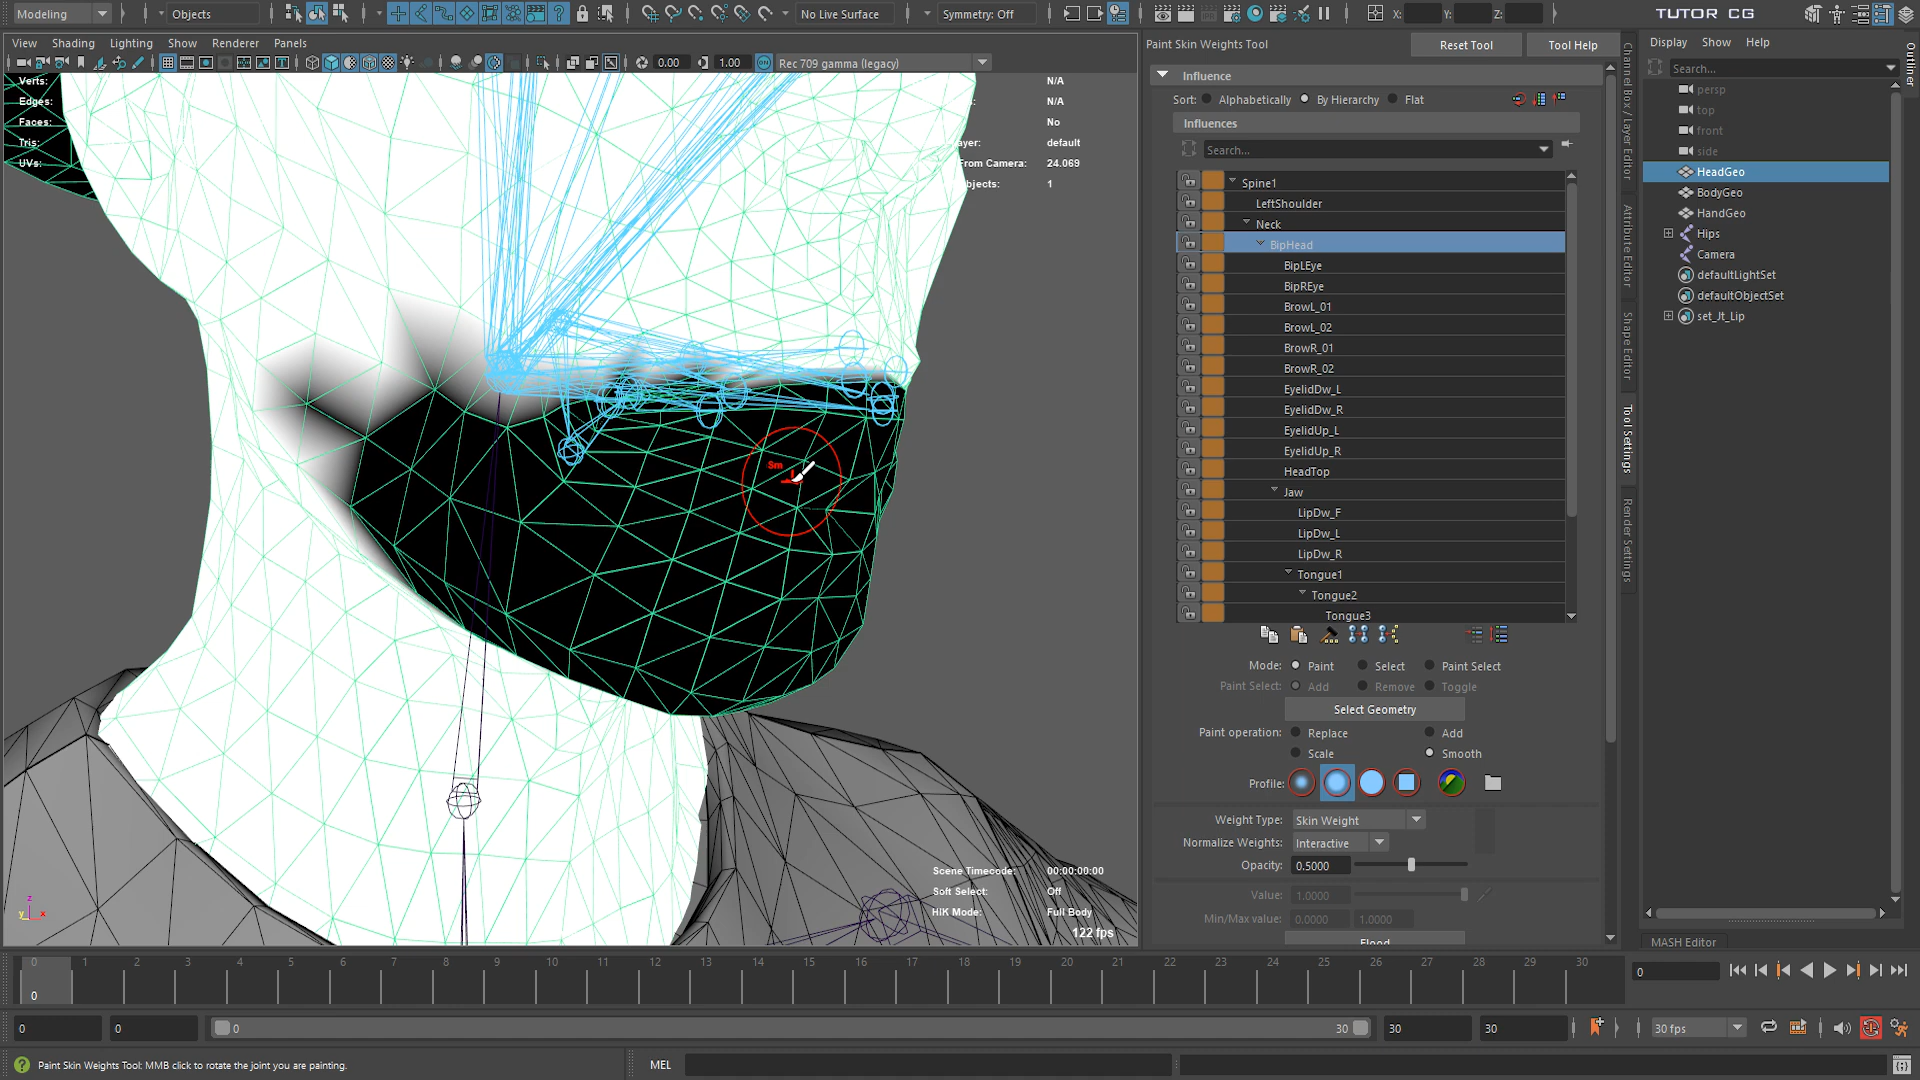 Modeling
Objects
No Live Surface
Symmetry: Off
X:
Y:
Z:
TUTOR CG
View Shading Lighting Show Renderer Panels
0.00
1.00
Rec 709 gamma (legacy)
Verts:
Edges:
Faces:
Tris:
UVs:
N/A
N/A
No
ayer: default
From Camera: 24.069
bjects: 1
Sm
Scene Timecode: 00:00:00:00
Soft Select: Off
HiK Mode: Full Body
122 fps
z
y
x
Paint Skin Weights Tool
Reset Tool
Tool Help
Influence
Sort: Alphabetically By Hierarchy Flat
Influences
Search...
Spine1
LeftShoulder
Neck
BipHead
BipLEye
BipREye
BrowL_01
BrowL_02
BrowR_01
BrowR_02
EyelidDw_L
EyelidDw_R
EyelidUp_L
EyelidUp_R
HeadTop
Jaw
LipDw_F
LipDw_L
LipDw_R
Tongue1
Tongue2
Tongue3
Mode: Paint Select Paint Select
Paint Select: Add Remove Toggle
Select Geometry
Paint operation: Replace Add
Scale Smooth
Profile:
Weight Type: Skin Weight
Normalize Weights: Interactive
Opacity: 0.5000
Value: 1.0000
Min/Max value: 0.0000 1.0000
Flood
Channel Box / Layer Editor
Attribute Editor
Shape Editor
Tool Settings
Render Settings
Display Show Help
Search...
persp
top
front
side
HeadGeo
BodyGeo
HandGeo
Hips
Camera
defaultLightSet
defaultObjectSet
set_Jt_Lip
Outliner
MASH Editor
0 1 2 3 4 5 6 7 8 9 10 11 12 13 14 15 16 17 18 19 20 21 22 23 24 25 26 27 28 29 30
0
0
0
0
0
30
30
30
30 fps
Paint Skin Weights Tool: MMB click to rotate the joint you are painting.
MEL